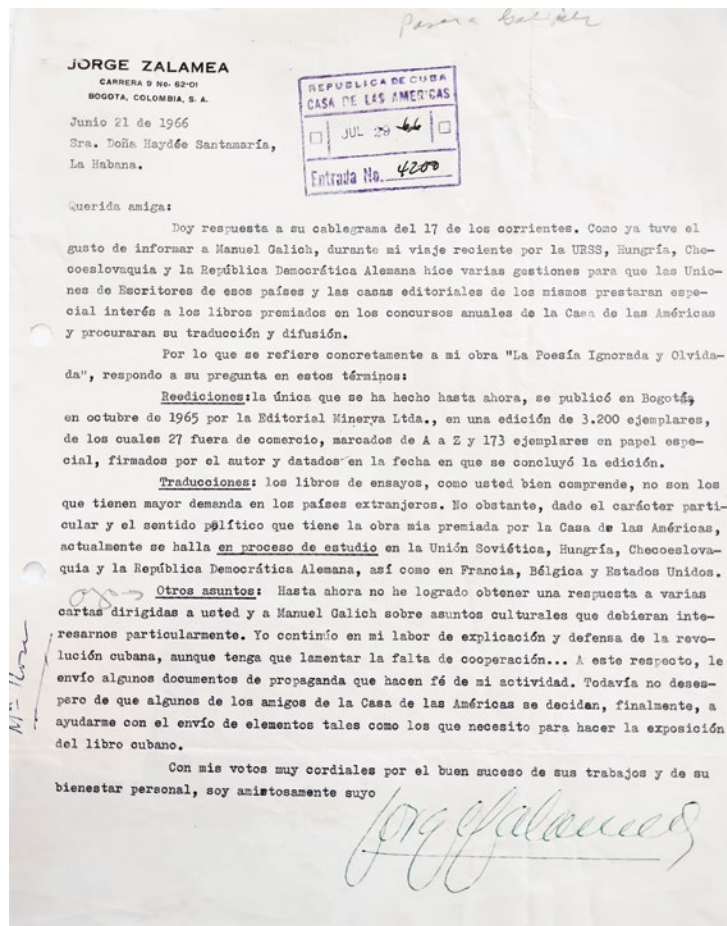 Pasar a Galich
JORGE ZALAMEA
CARRERA 9 No. 62-01
BOGOTA, COLOMBIA, S. A.
REPUBLICA DE CUBA
CASA DE LAS AMERICAS
JUL 29 66
Entrada No. 4200
Junio 21 de 1966
Sra. Doña Haydée Santamaría,
La Habana.
Querida amiga:
Doy respuesta a su cablegrama del 17 de los corrientes. Como ya tuve el
gusto de informar a Manuel Galich, durante mi viaje reciente por la URSS, Hungría, Che-
coeslovaquia y la República Democrática Alemana hice varias gestiones para que las Unio-
nes de Escritores de esos países y las casas editoriales de los mismos prestaran espe-
cial interés a los libros premiados en los concursos anuales de la Casa de las Américas
y procuraran su traducción y difusión.
Por lo que se refiere concretamente a mi obra "La Poesía Ignorada y Olvida-
da", respondo a su pregunta en estos términos:
Reediciones:la única que se ha hecho hasta ahora, se publicó en Bogotá,
en octubre de 1965 por la Editorial Minerva Ltda., en una edición de 3.200 ejemplares,
de los cuales 27 fuera de comercio, marcados de A a Z y 173 ejemplares en papel espe-
cial, firmados por el autor y datados en la fecha en que se concluyó la edición.
Traducciones: los libros de ensayos, como usted bien comprende, no son los
que tienen mayor demanda en los países extranjeros. No obstante, dado el carácter parti-
cular y el sentido político que tiene la obra mia premiada por la Casa de las Américas,
actualmente se halla en proceso de estudio en la Unión Soviética, Hungría, Checoeslova-
quia y la República Democrática Alemana, así como en Francia, Bélgica y Estados Unidos.
ojo Otros asuntos: Hasta ahora no he logrado obtener una respuesta a varias
cartas dirigidas a usted y a Manuel Galich sobre asuntos culturales que debieran inte-
resarnos particularmente. Yo continío en mi labor de explicación y defensa de la revo-
lución cubana, aunque tenga que lamentar la falta de cooperación... A este respecto, le
envío algunos documentos de propaganda que hacen fé de mi actividad. Todavía no deses-
pero de que algunos de los amigos de la Casa de las Américas se decidan, finalmente, a
ayudarme con el envío de elementos tales como los que necesito para hacer la exposición
del libro cubano.
Con mis votos muy cordiales por el buen suceso de sus trabajos y de su
bienestar personal, soy amistosamente suyo
Jorge Zalamea